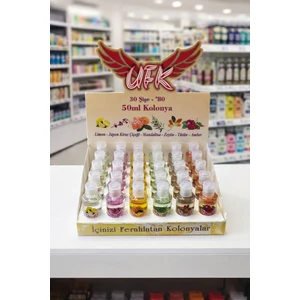 UFK
30 Şişe - °80
50ml Kolonya
Limon - Japon Kiraz Çiçeği - Mandalina - Zeytin - Tütün - Amber
İçinizi Ferahlatan Kolonyalar